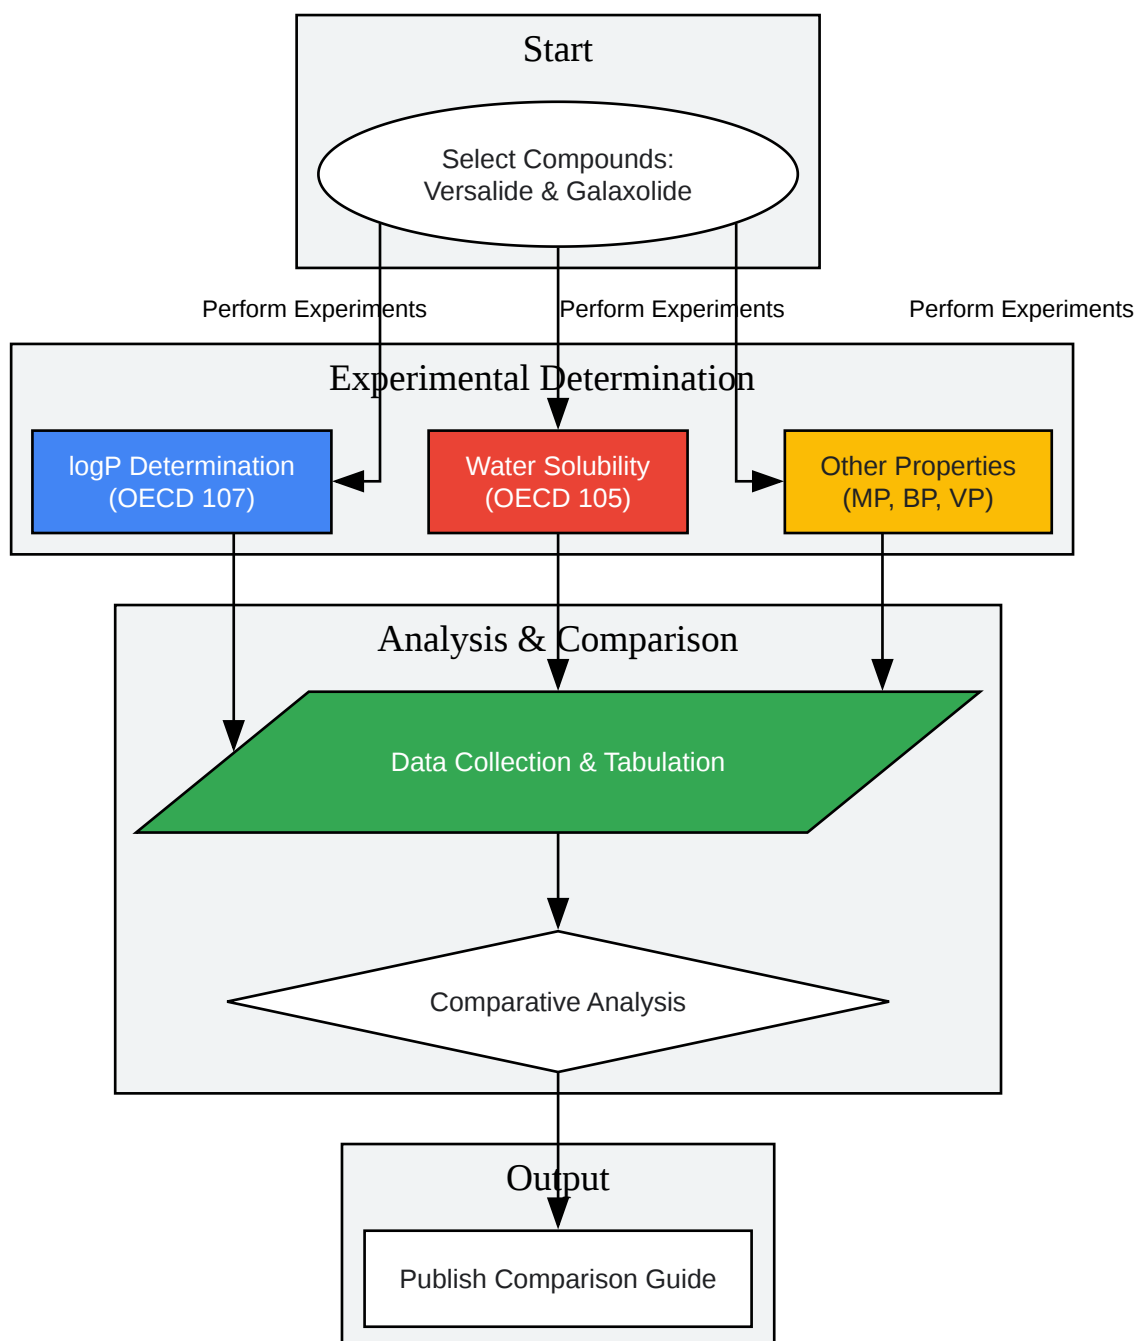 Start
Select Compounds:
Versalide & Galaxolide
Perform Experiments
Perform Experiments
Perform Experiments
Experimental Determination
logP Determination
(OECD 107)
Water Solubility
(OECD 105)
Other Properties
(MP, BP, VP)
Analysis & Comparison
Data Collection & Tabulation
Comparative Analysis
Output
Publish Comparison Guide